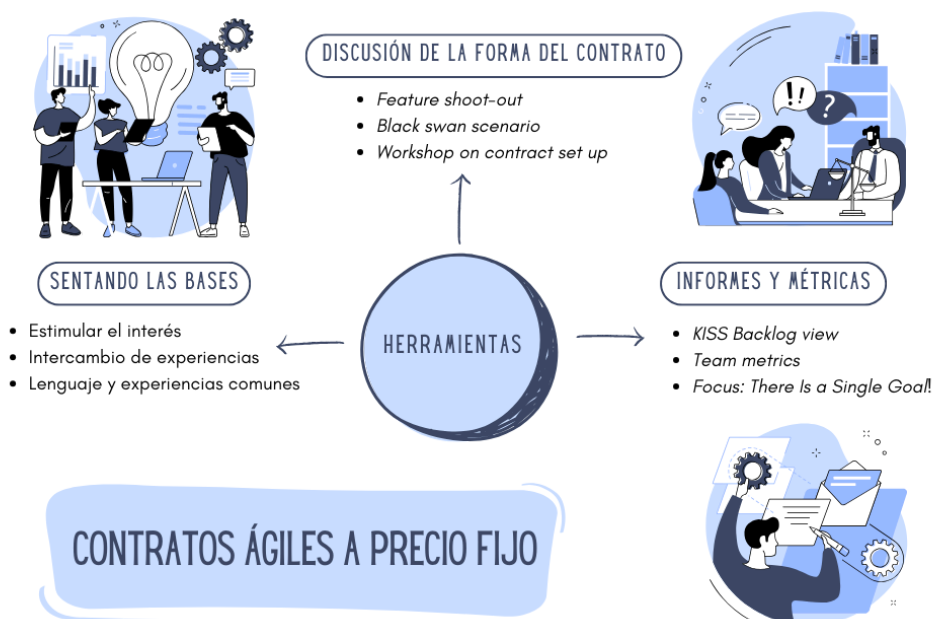 DISCUSIÓN DE LA FORMA DEL CONTRATO
• Feature shoot-out
• Black swan scenario
• Workshop on contract set up
!!
?
SENTANDO LAS BASES
• Estimular el interés
• Intercambio de experiencias
• Lenguaje y experiencias comunes
HERRAMIENTAS
INFORMES Y MÉTRICAS
• KISS Backlog view
• Team metrics
• Focus: There Is a Single Goal!
CONTRATOS ÁGILES A PRECIO FIJO